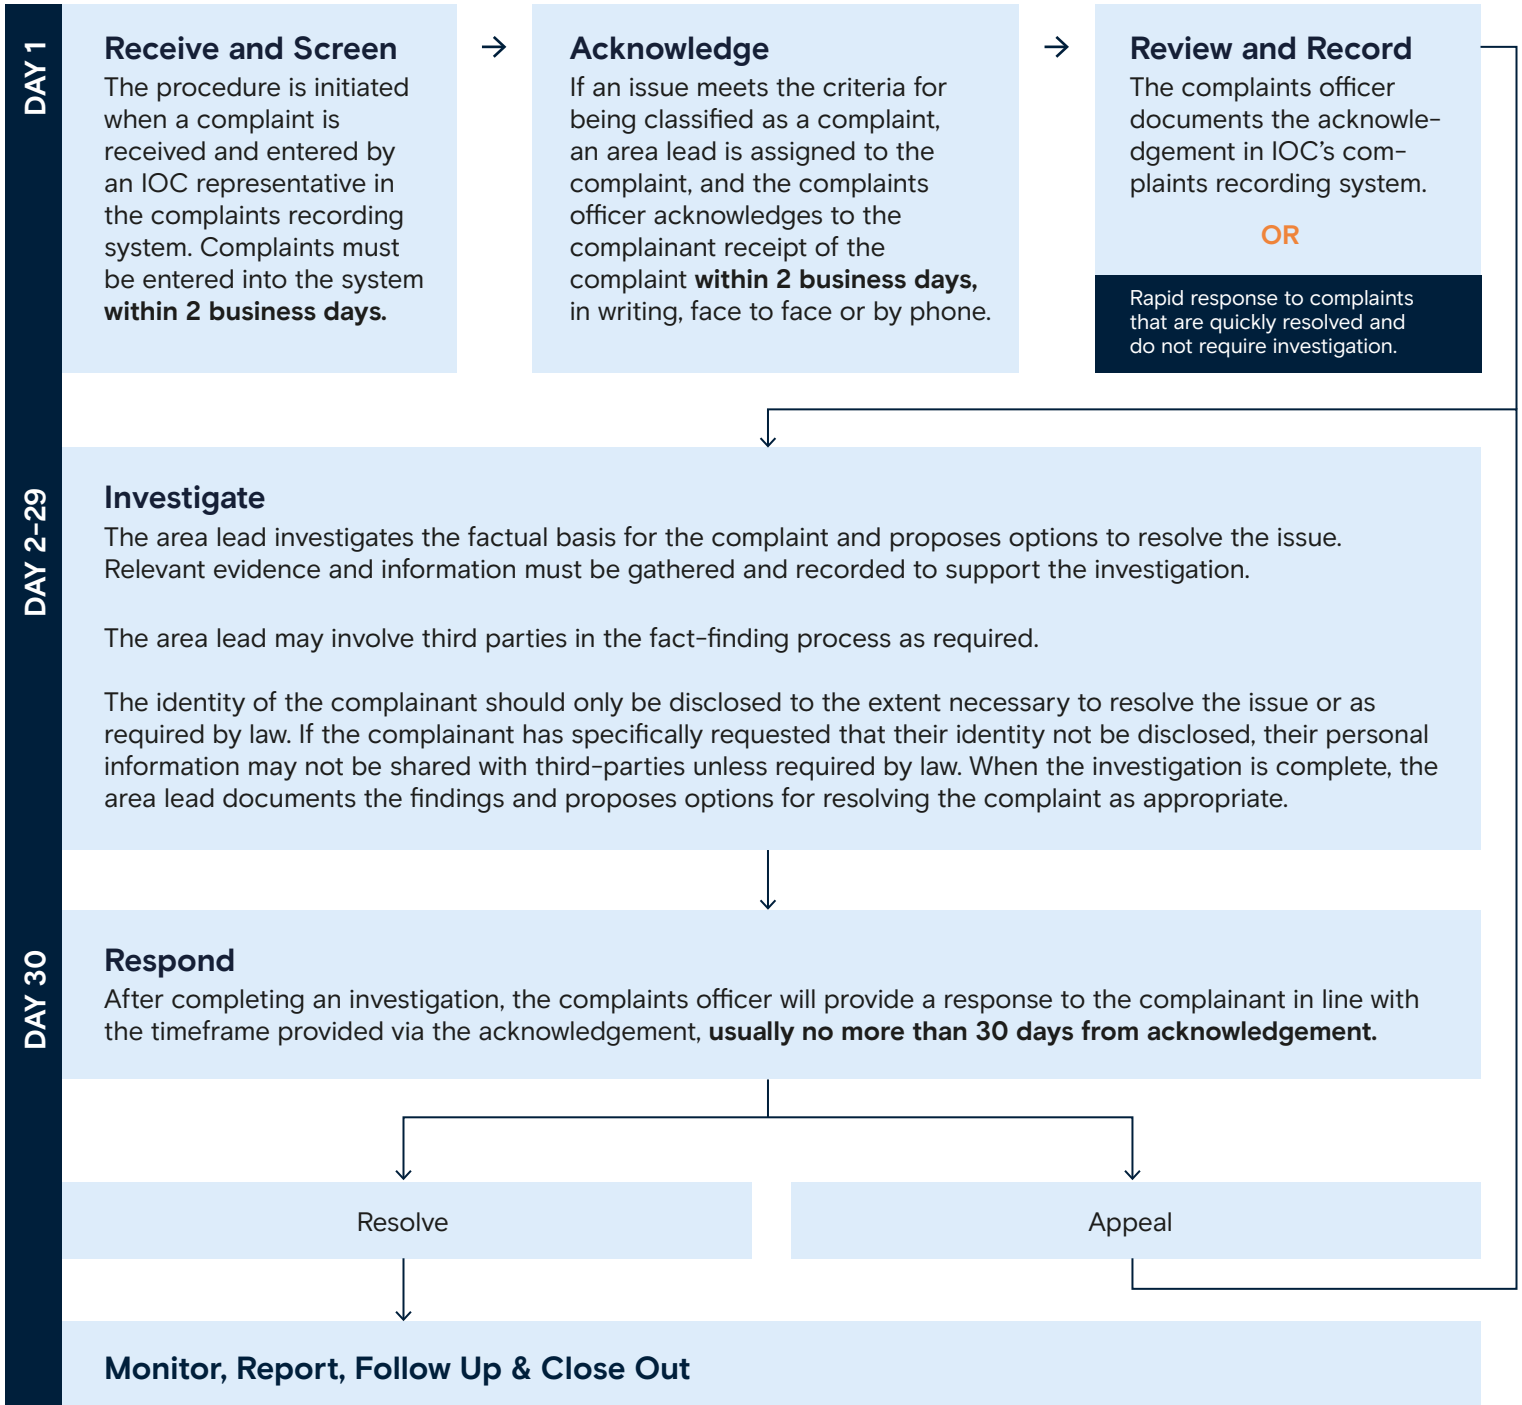 DAY 1
Receive and Screen
The procedure is initiated
when a complaint is
received and entered by
an IOC representative in
the complaints recording
system. Complaints must
be entered into the system
within 2 business days.
Acknowledge
If an issue meets the criteria for
being classified as a complaint,
an area lead is assigned to the
complaint, and the complaints
officer acknowledges to the
complainant receipt of the
complaint within 2 business days,
in writing, face to face or by phone.
Review and Record
The complaints officer
documents the acknowle-
dgement in IOC's com-
plaints recording system.
OR
Rapid response to complaints
that are quickly resolved and
do not require investigation.
DAY 2-29
Investigate
The area lead investigates the factual basis for the complaint and proposes options to resolve the issue.
Relevant evidence and information must be gathered and recorded to support the investigation.
The area lead may involve third parties in the fact-finding process as required.
The identity of the complainant should only be disclosed to the extent necessary to resolve the issue or as
required by law. If the complainant has specifically requested that their identity not be disclosed, their personal
information may not be shared with third-parties unless required by law. When the investigation is complete, the
area lead documents the findings and proposes options for resolving the complaint as appropriate.
DAY 30
Respond
After completing an investigation, the complaints officer will provide a response to the complainant in line with
the timeframe provided via the acknowledgement, usually no more than 30 days from acknowledgement.
Resolve
Appeal
Monitor, Report, Follow Up & Close Out